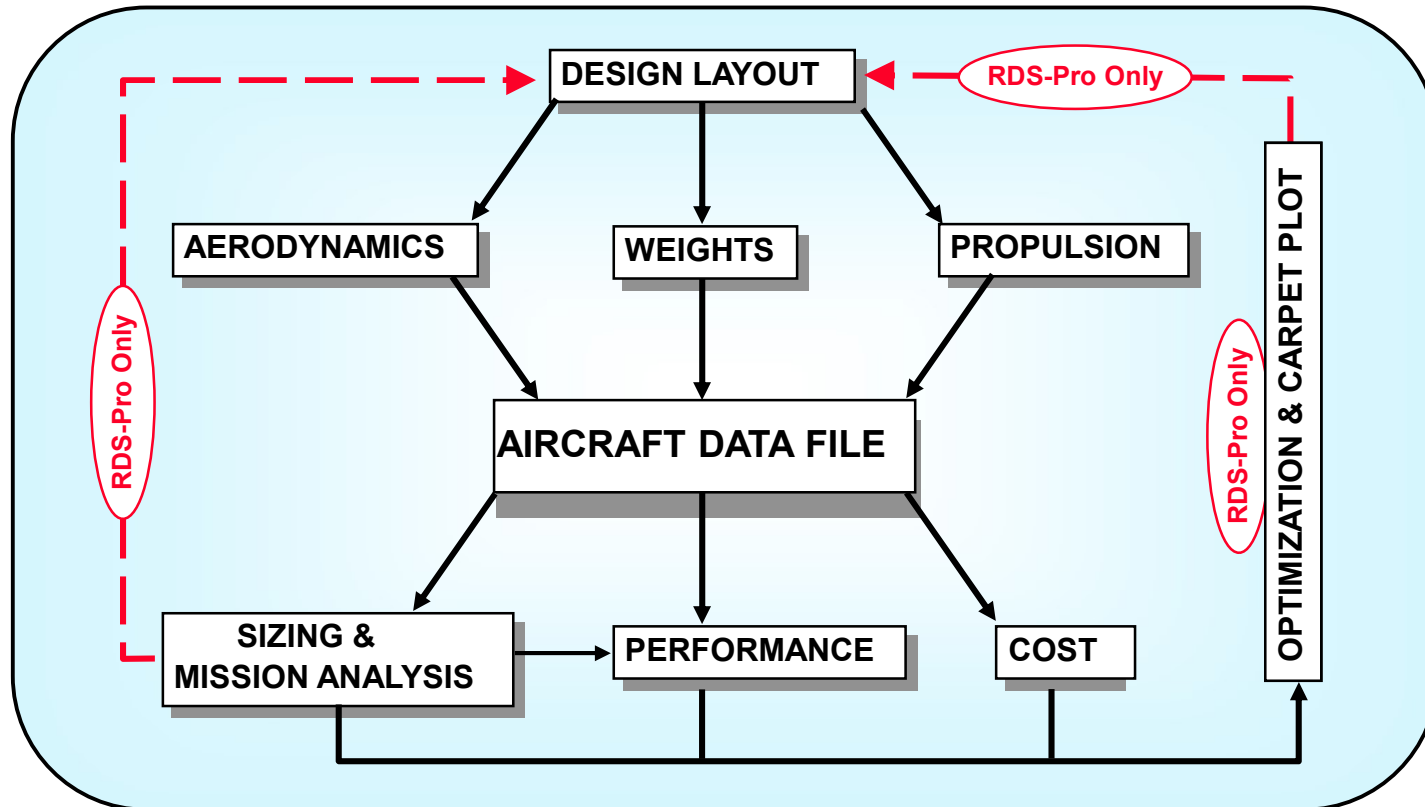 DESIGN LAYOUT
RDS-Pro Only
AERODYNAMICS
WEIGHTS
PROPULSION
RDS-Pro Only
AIRCRAFT DATA FILE
RDS-Pro Only
OPTIMIZATION & CARPET PLOT
SIZING &
MISSION ANALYSIS
PERFORMANCE
COST